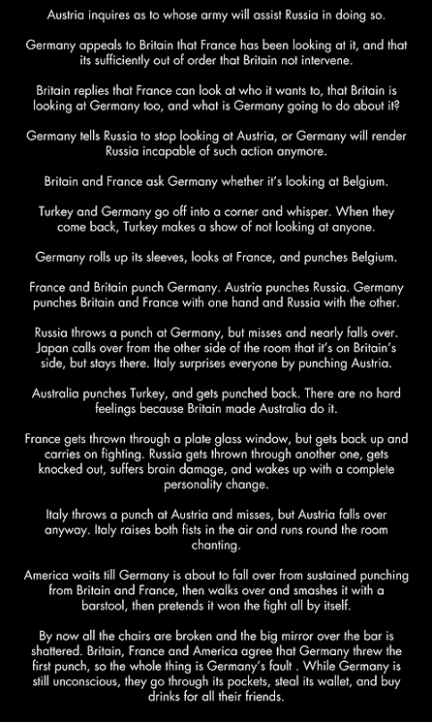 Austria inquires as to whose army will assist Russia in doing so.
Germany appeals to Britain that France has been looking at it, and that
its sufficiently out of order that Britain not intervene.
Britain replies that France can look at who it wants to, that Britain is
looking at Germany too, and what is Germany going to do about it?
Germany tells Russia to stop looking at Austria, or Germany will render
Russia incapable of such action anymore.
Britain and France ask Germany whether it's looking at Belgium.
Turkey and Germany go off into a corner and whisper. When they
come back, Turkey makes a show of not looking at anyone.
Germany rolls up its sleeves, looks at France, and punches Belgium.
France and Britain punch Germany. Austria punches Russia. Germany
punches Britain and France with one hand and Russia with the other.
Russia throws a punch at Germany, but misses and nearly falls over.
Japan calls over from the other side of the room that it's on Britain's
side, but stays there. Italy surprises everyone by punching Austria.
Australia punches Turkey, and gets punched back. There are no hard
feelings because Britain made Australia do it.
France gets thrown through a plate glass window, but gets back up and
carries on fighting. Russia gets thrown through another one, gets
knocked out, suffers brain damage, and wakes up with a complete
personality change.
Italy throws a punch at Austria and misses, but Austria falls over
anyway. Italy raises both fists in the air and runs round the room
chanting.
America waits till Germany is about to fall over from sustained punching
from Britain and France, then walks over and smashes it with a
barstool, then pretends it won the fight all by itself.
By now all the chairs are broken and the big mirror over the bar is
shattered. Britain, France and America agree that Germany threw the
first punch, so the whole thing is Germany's fault . While Germany is
still unconscious, they go through its pockets, steal its wallet, and buy
drinks for all their friends.